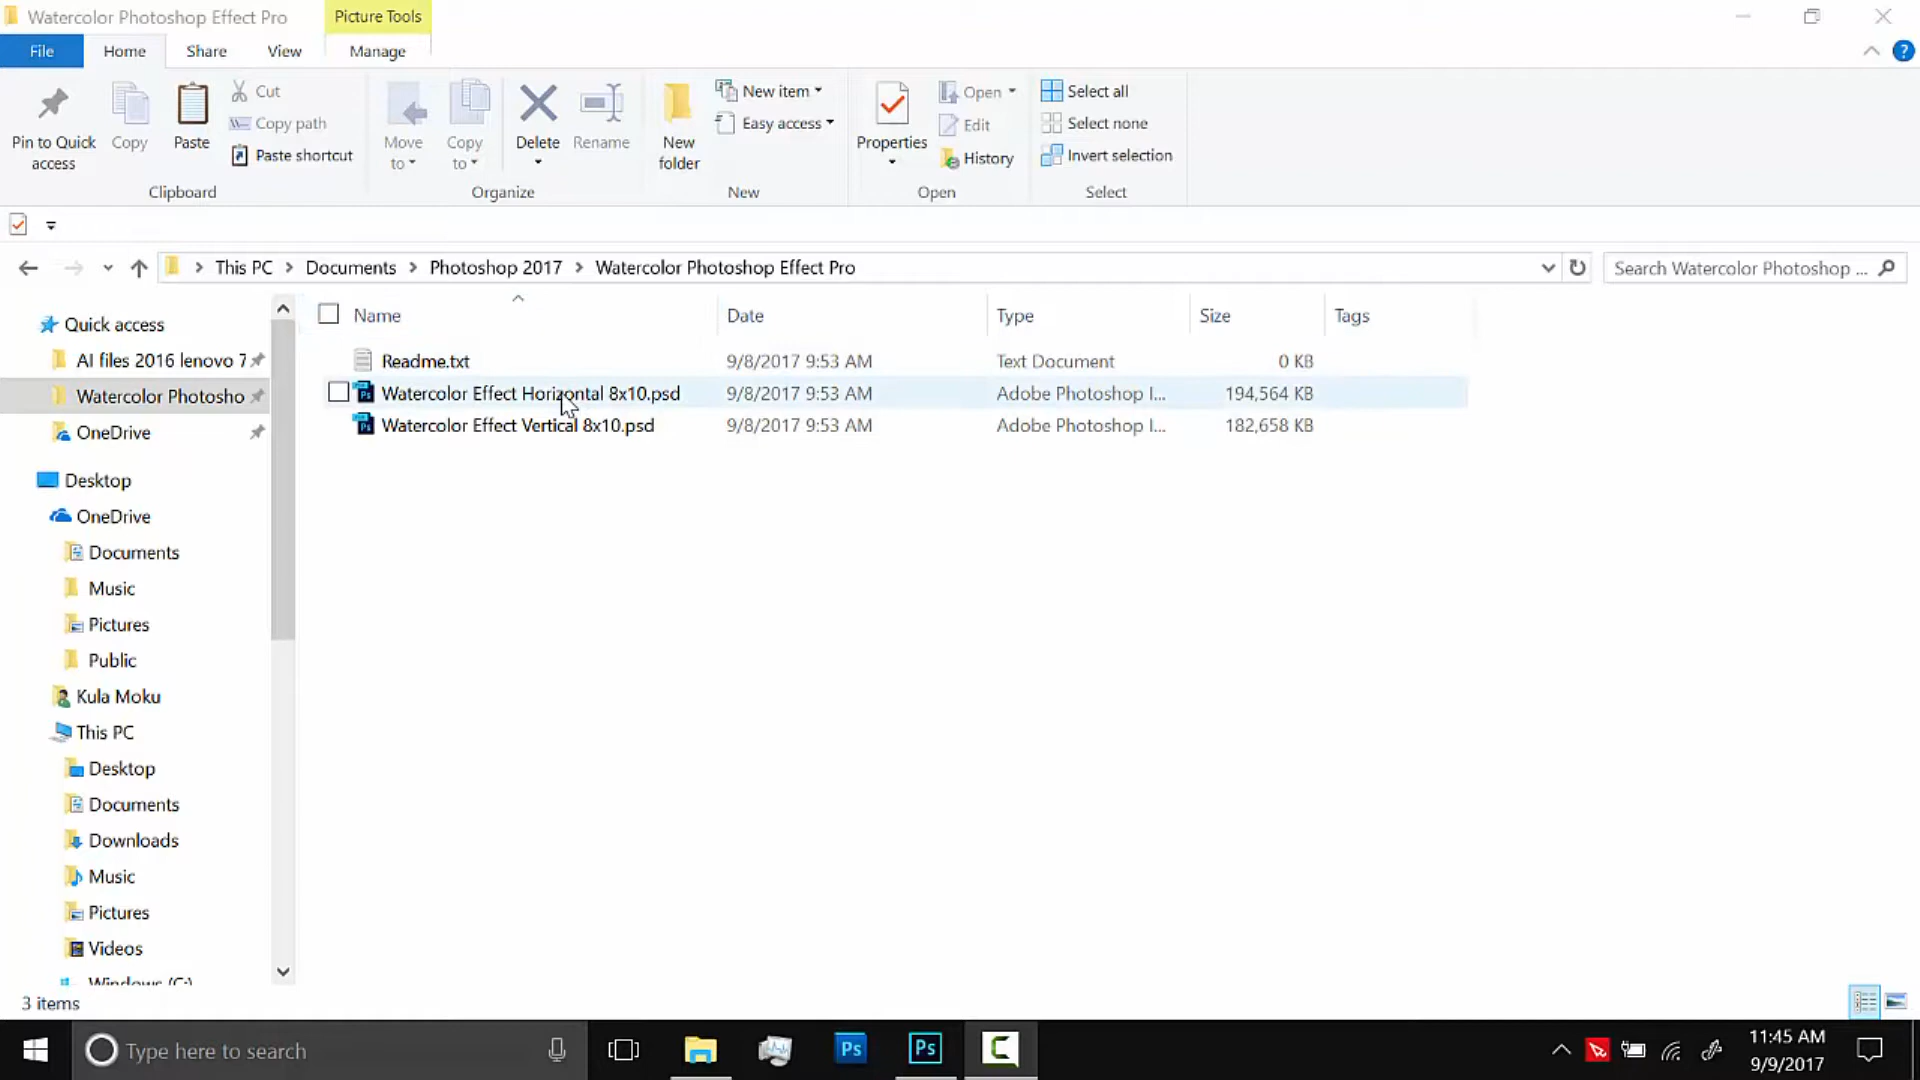 Watercolor Photoshop Effect Pro
Picture Tools
File
Home
Share
View
Manage
Pin to Quick access
Copy
Paste
Cut
Copy path
Paste shortcut
Clipboard
Move to
Copy to
Delete
Rename
Organize
New folder
New item
Easy access
New
Properties
Open
Edit
History
Open
Select all
Select none
Invert selection
Select
This PC > Documents > Photoshop 2017 > Watercolor Photoshop Effect Pro
Search Watercolor Photoshop ...
Name Date Type Size Tags
Readme.txt 9/8/2017 9:53 AM Text Document 0 KB
Watercolor Effect Horizontal 8x10.psd 9/8/2017 9:53 AM Adobe Photoshop I... 194,564 KB
Watercolor Effect Vertical 8x10.psd 9/8/2017 9:53 AM Adobe Photoshop I... 182,658 KB
Quick access
AI files 2016 lenovo 7
Watercolor Photosho
OneDrive
Desktop
OneDrive
Documents
Music
Pictures
Public
Kula Moku
This PC
Desktop
Documents
Downloads
Music
Pictures
Videos
Windows (C:)
3 items
Type here to search
Ps
Ps
C
11:45 AM
9/9/2017